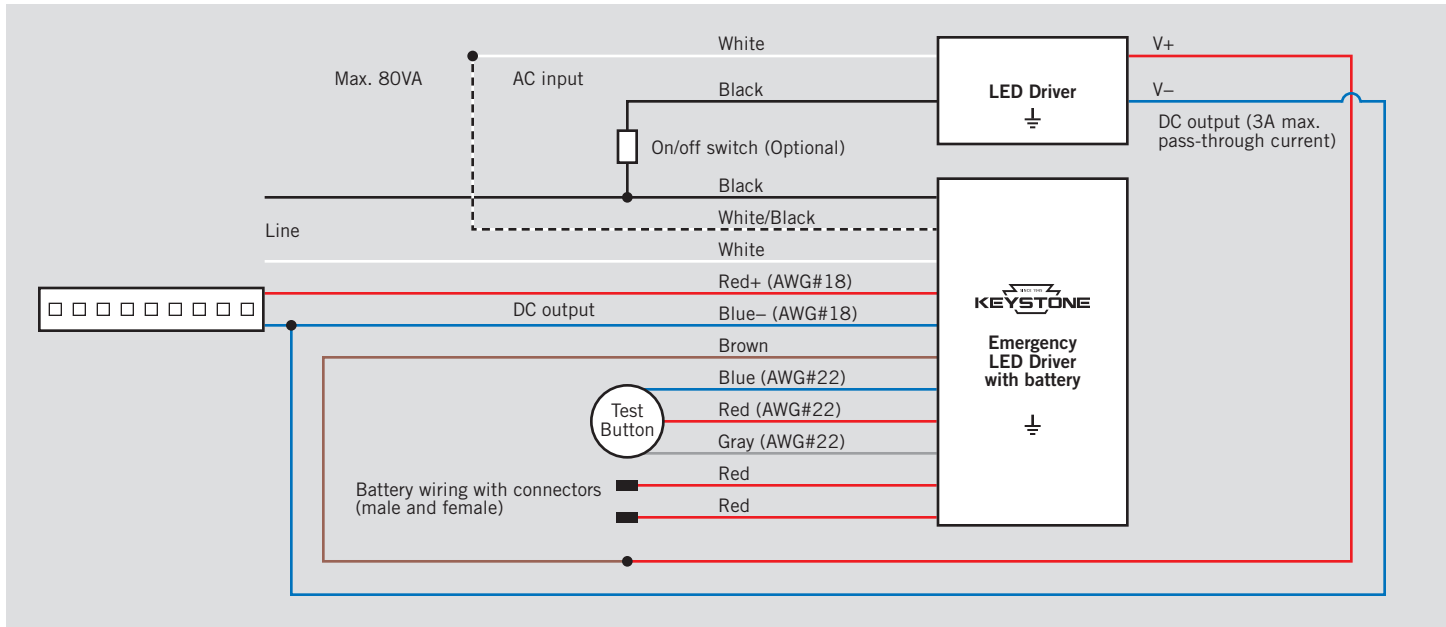 White
V+
Max. 80VA
AC input
Black
LED Driver
V–
DC output (3A max.
pass-through current)
On/off switch (Optional)
Black
White/Black
Line
White
Red+ (AWG#18)
DC output
Blue– (AWG#18)
SINCE 1945
KEYSTONE
Emergency
LED Driver
with battery
Brown
Blue (AWG#22)
Test
Button
Red (AWG#22)
Gray (AWG#22)
Red
Battery wiring with connectors
(male and female)
Red